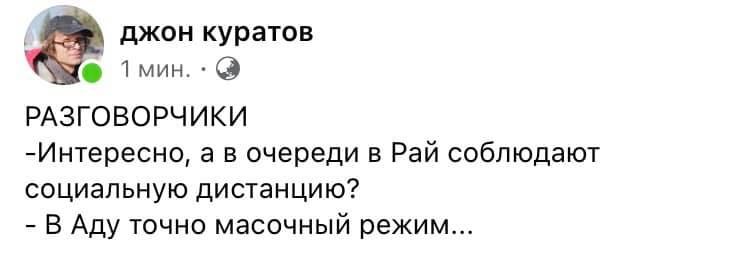 джон куратов
1 мин. ·
РАЗГОВОРЧИКИ
-Интересно, а в очереди в Рай соблюдают
социальную дистанцию?
- В Аду точно масочный режим...